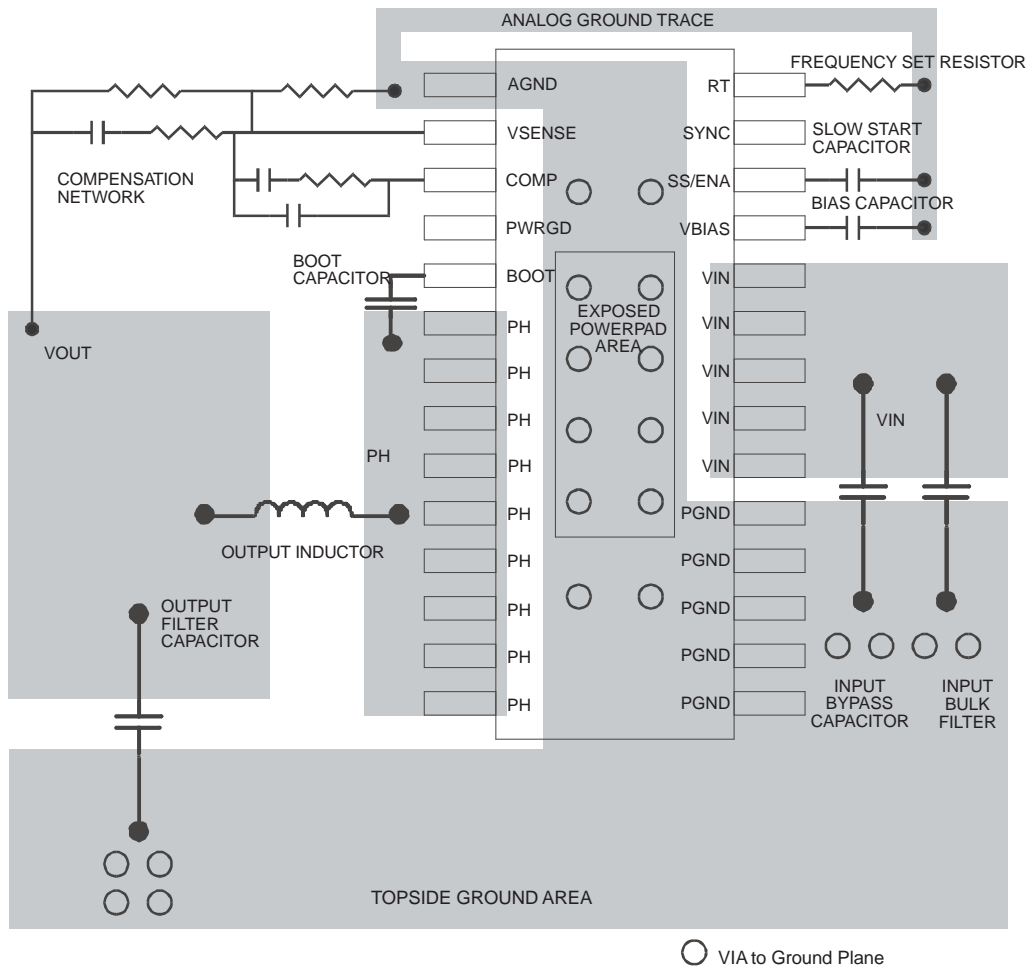 ANALOG GROUND TRACE
FREQUENCY SET RESISTOR
AGND
RT
VSENSE
SYNC
SLOW START
CAPACITOR
COMPENSATION
NETWORK
COMP
SS/ENA
BIAS CAPACITOR
PWRGD
VBIAS
BOOT
CAPACITOR
BOOT
VIN
EXPOSED
POWERPAD
AREA
PH
VIN
VOUT
PH
VIN
PH
VIN
VIN
PH
PH
VIN
PH
PGND
OUTPUT INDUCTOR
PH
PGND
OUTPUT
FILTER
CAPACITOR
PH
PGND
PH
PGND
PH
PGND
INPUT
BYPASS
CAPACITOR
INPUT
BULK
FILTER
TOPSIDE GROUND AREA
VIA to Ground Plane